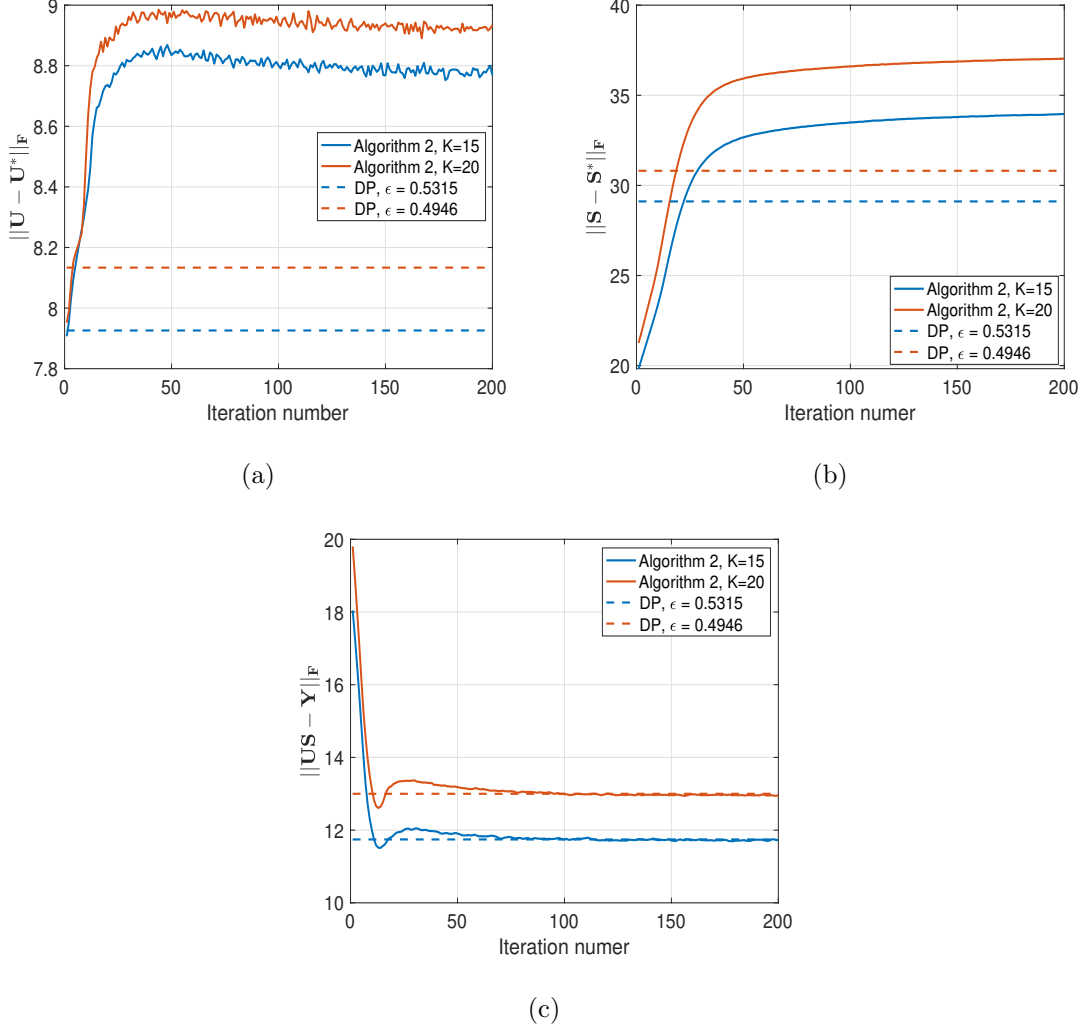 9
8.8
8.6
8.4
8.2
8
7.8
||U − U*||_F
0 50 100 150 200
Iteration number
Algorithm 2, K=15
Algorithm 2, K=20
DP, ϵ = 0.5315
DP, ϵ = 0.4946
(a)
40
35
30
25
20
||S − S*||_F
0 50 100 150 200
Iteration numer
Algorithm 2, K=15
Algorithm 2, K=20
DP, ϵ = 0.5315
DP, ϵ = 0.4946
(b)
20
18
16
14
12
10
||US − Y||_F
0 50 100 150 200
Iteration numer
Algorithm 2, K=15
Algorithm 2, K=20
DP, ϵ = 0.5315
DP, ϵ = 0.4946
(c)